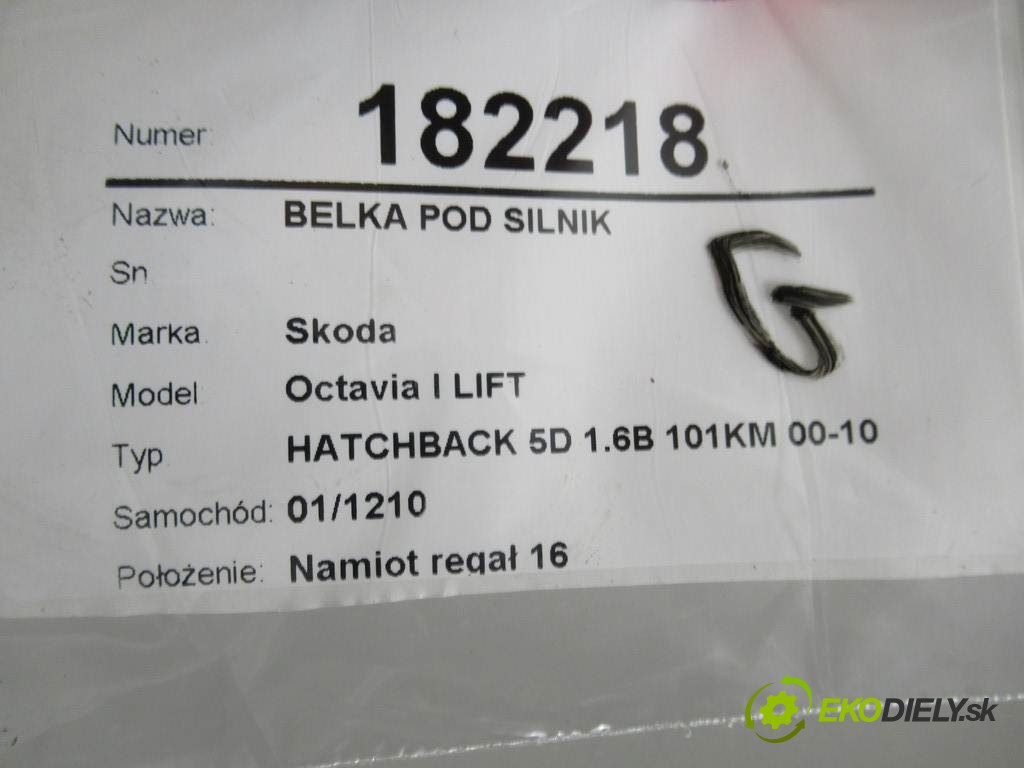 Numer: 182218
Nazwa: BELKA POD SILNIK
Sn
Marka: Skoda
Model Octavia I LIFT
Typ HATCHBACK 5D 1.6B 101KM 00-10
Samochód: 01/1210
Położenie: Namiot regał 16
G
EKODIELY.sk